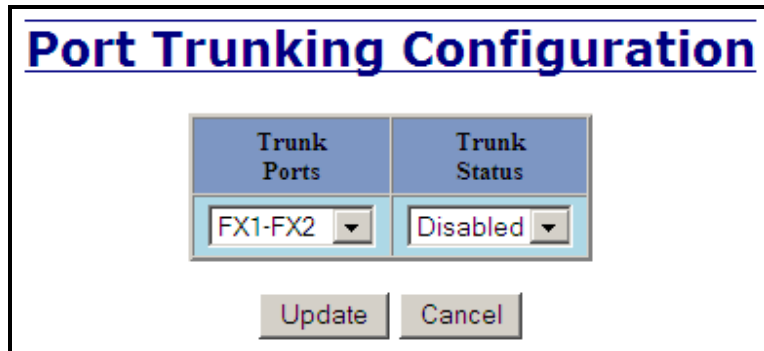 Port Trunking Configuration
Trunk Ports
Trunk Status
FX1-FX2
Disabled
Update
Cancel